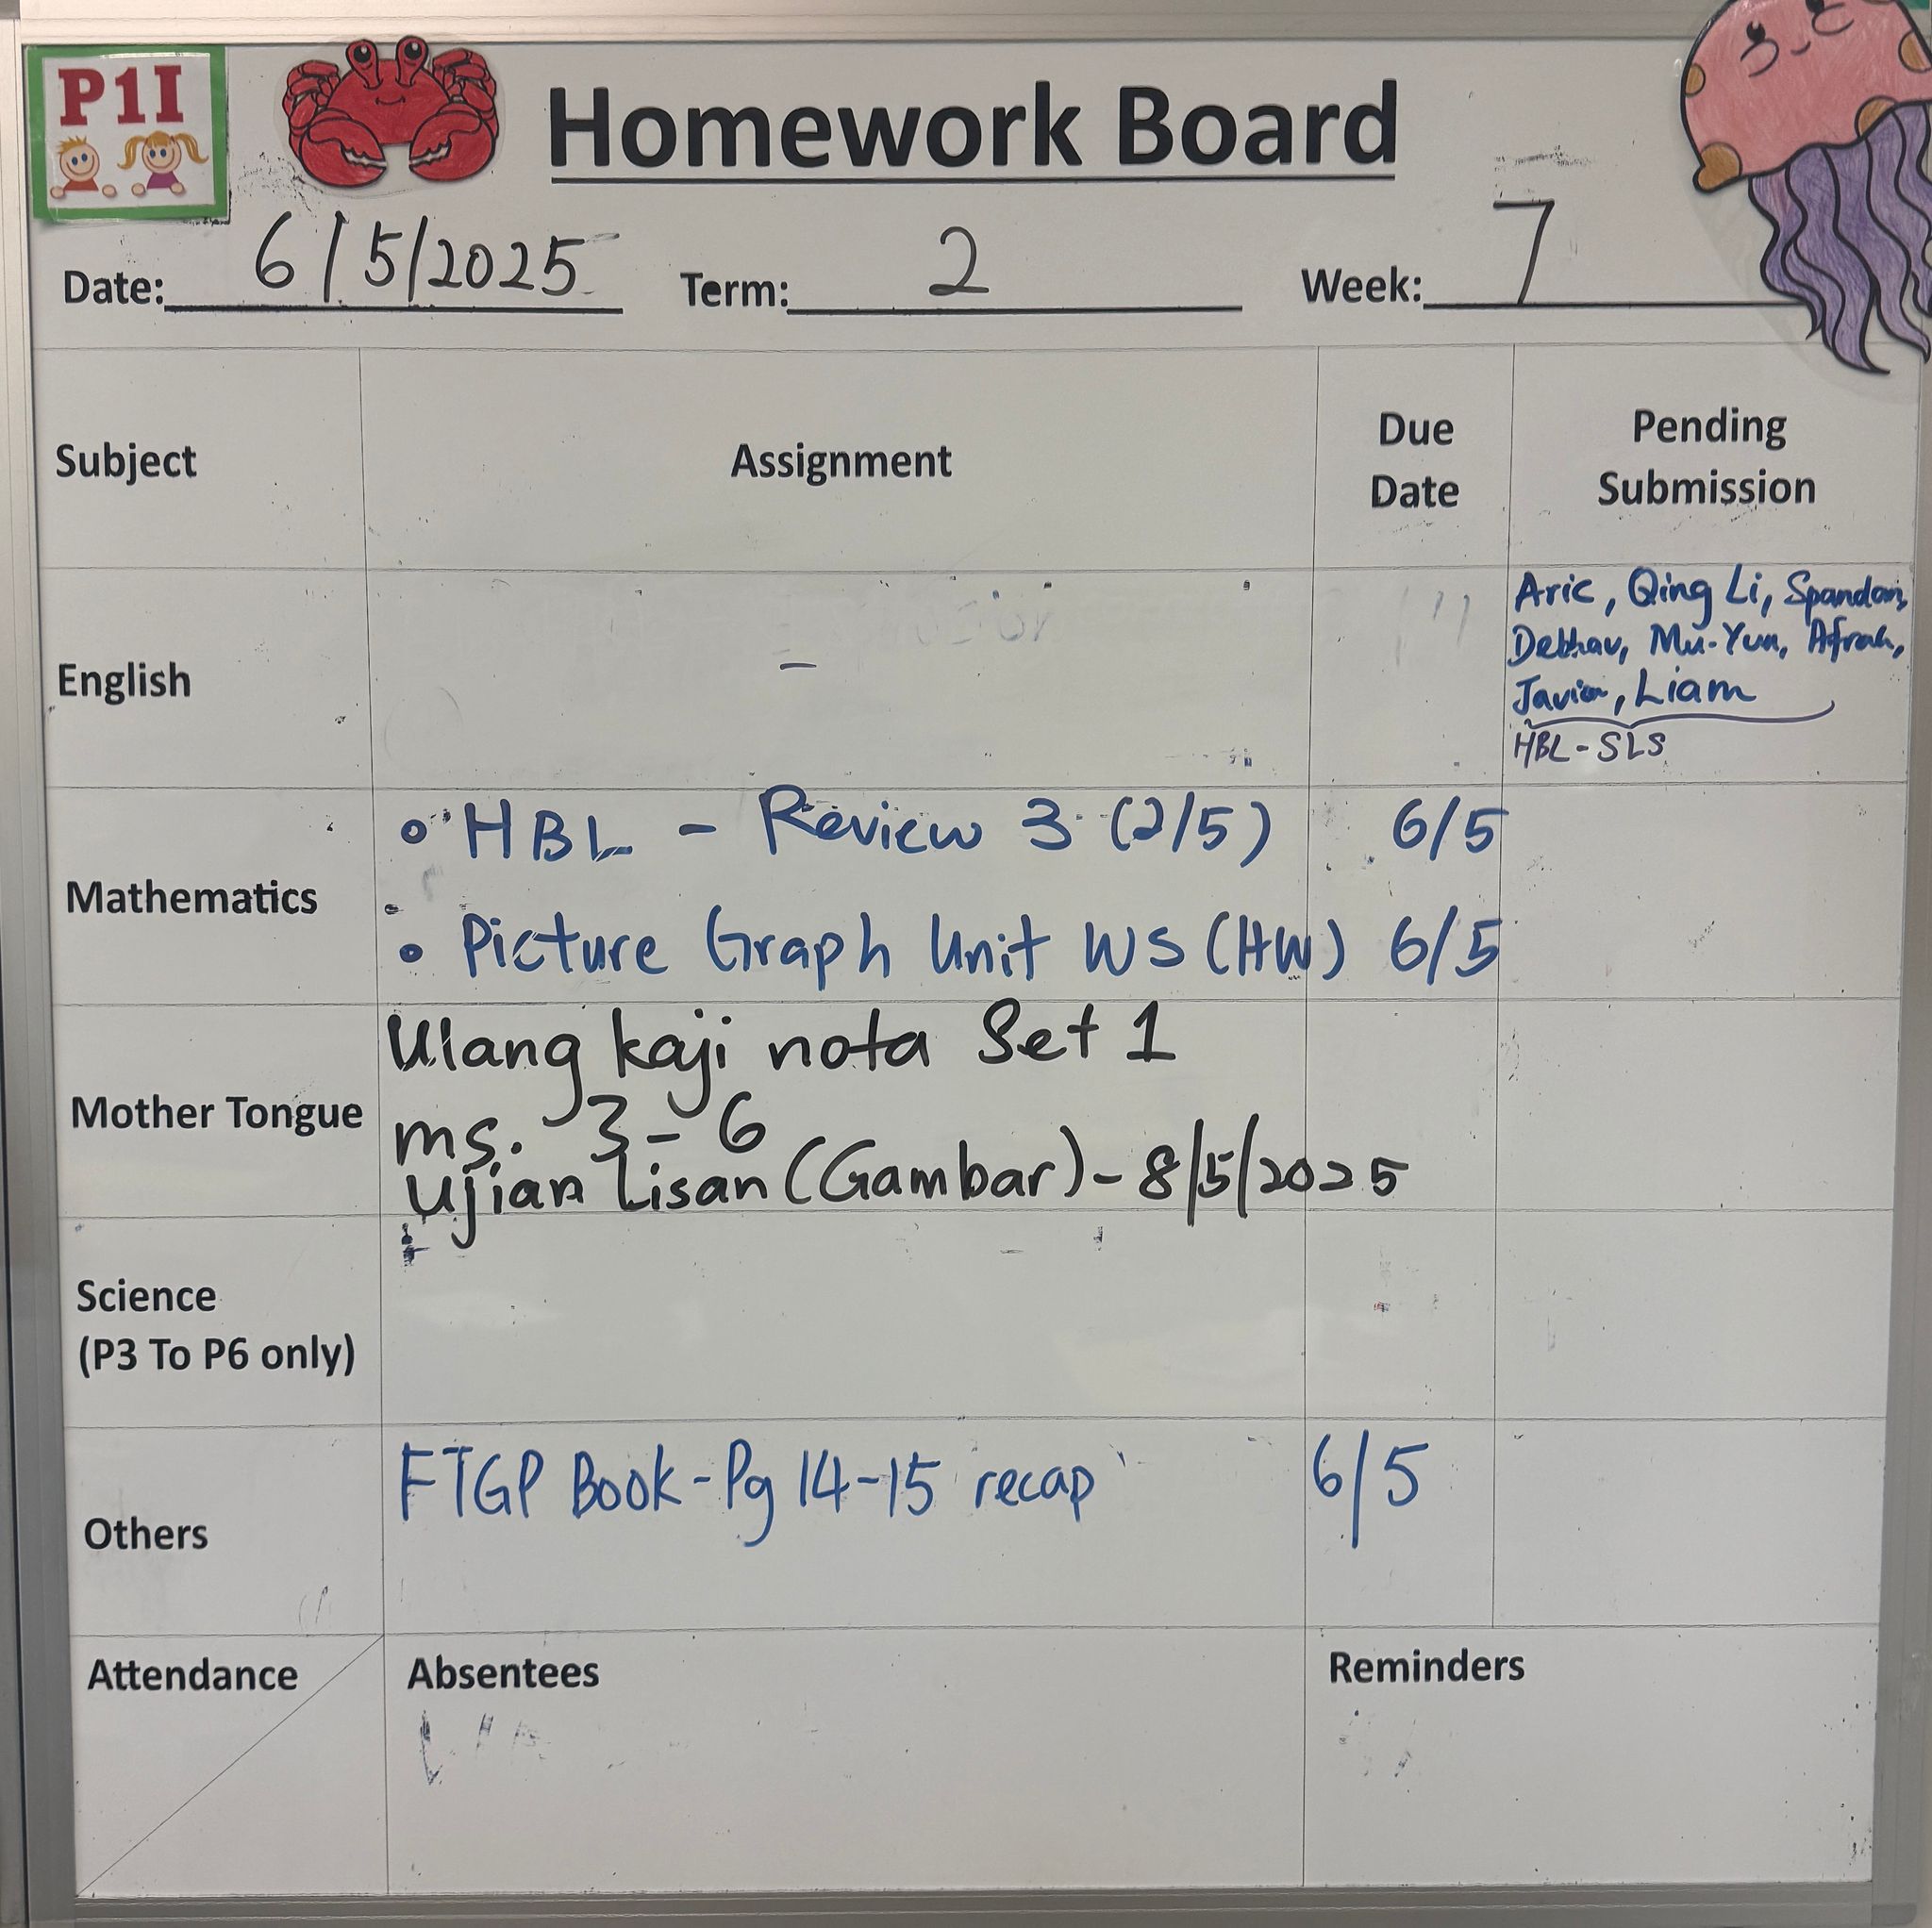 P1I
Homework Board
Date: 6/5/2025 Term: 2 Week: 7
Subject Assignment Due Date Pending Submission
English - Aric, Qing Li, Spandan,
Debhav, Mu-Yun, Afrah,
Javier, Liam
HBL-SLS
Mathematics
• HBL - Review 3 (2/5) 6/5
• Picture Graph Unit WS (HW) 6/5
Mother Tongue
Ulang kaji nota Set 1
ms. 3-6
Ujian Lisan (Gambar) - 8/5/2025
Science
(P3 To P6 only)
Others
FTGP Book - Pg 14-15 recap 6/5
Attendance Absentees Reminders